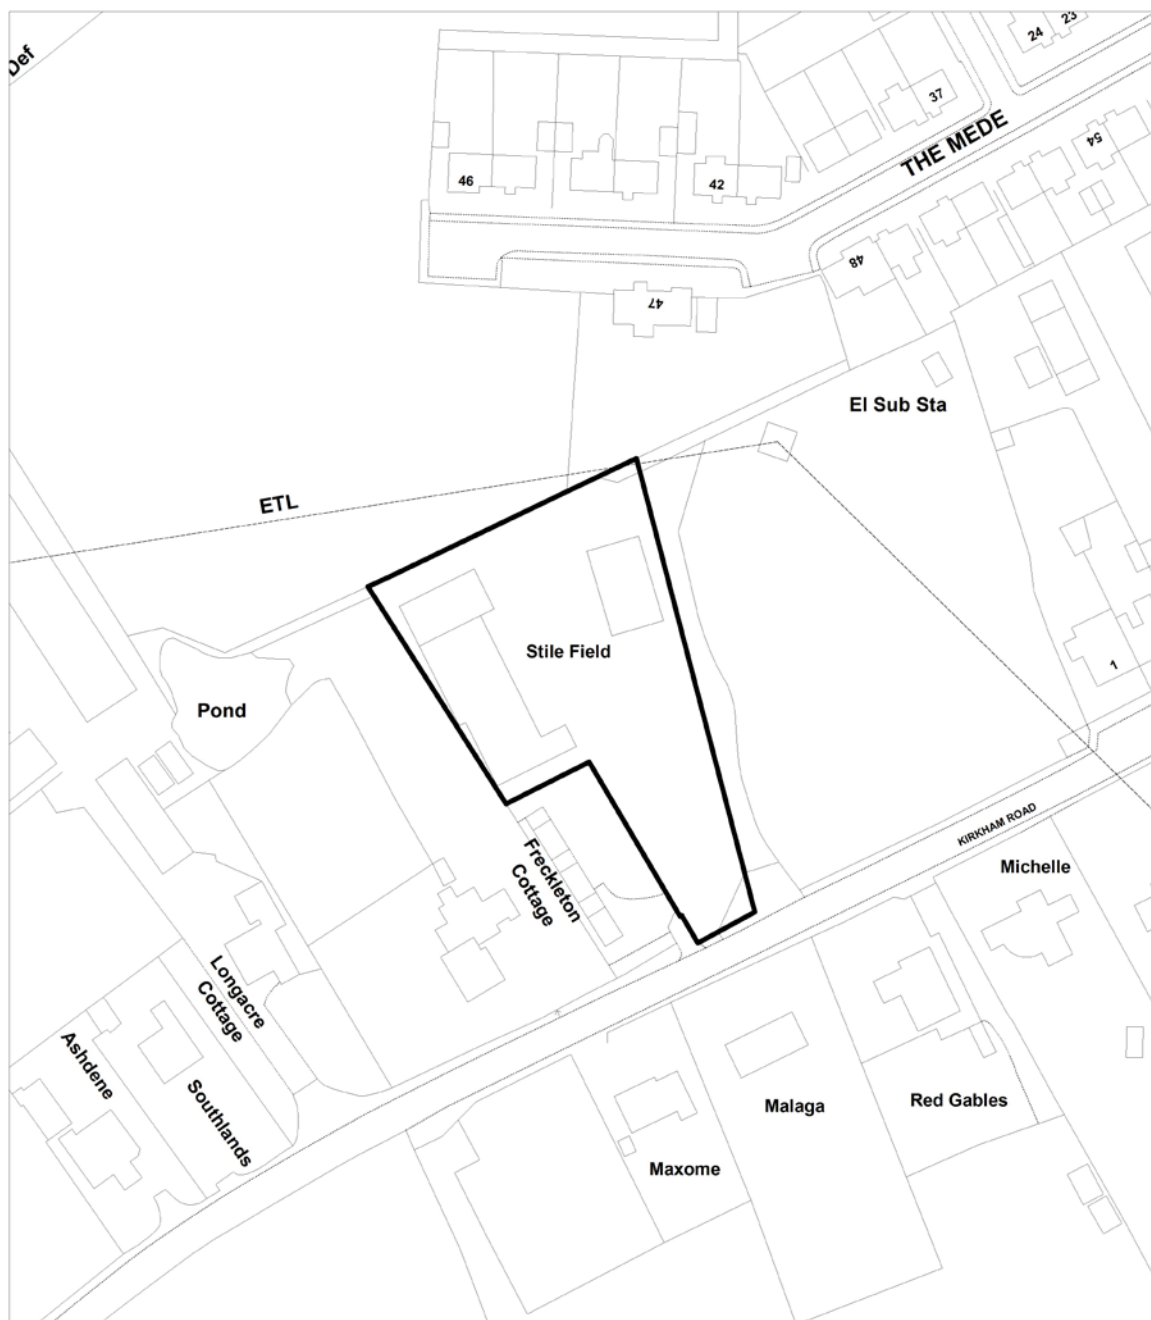 Def
24
23
37
THE MEDE
54
46
42
48
47
El Sub Sta
ETL
Stile Field
1
Pond
KIRKHAM ROAD
Michelle
Freckleton
Cottage
Longacre
Cottage
Ashdene
Southlands
Red Gables
Malaga
Maxome